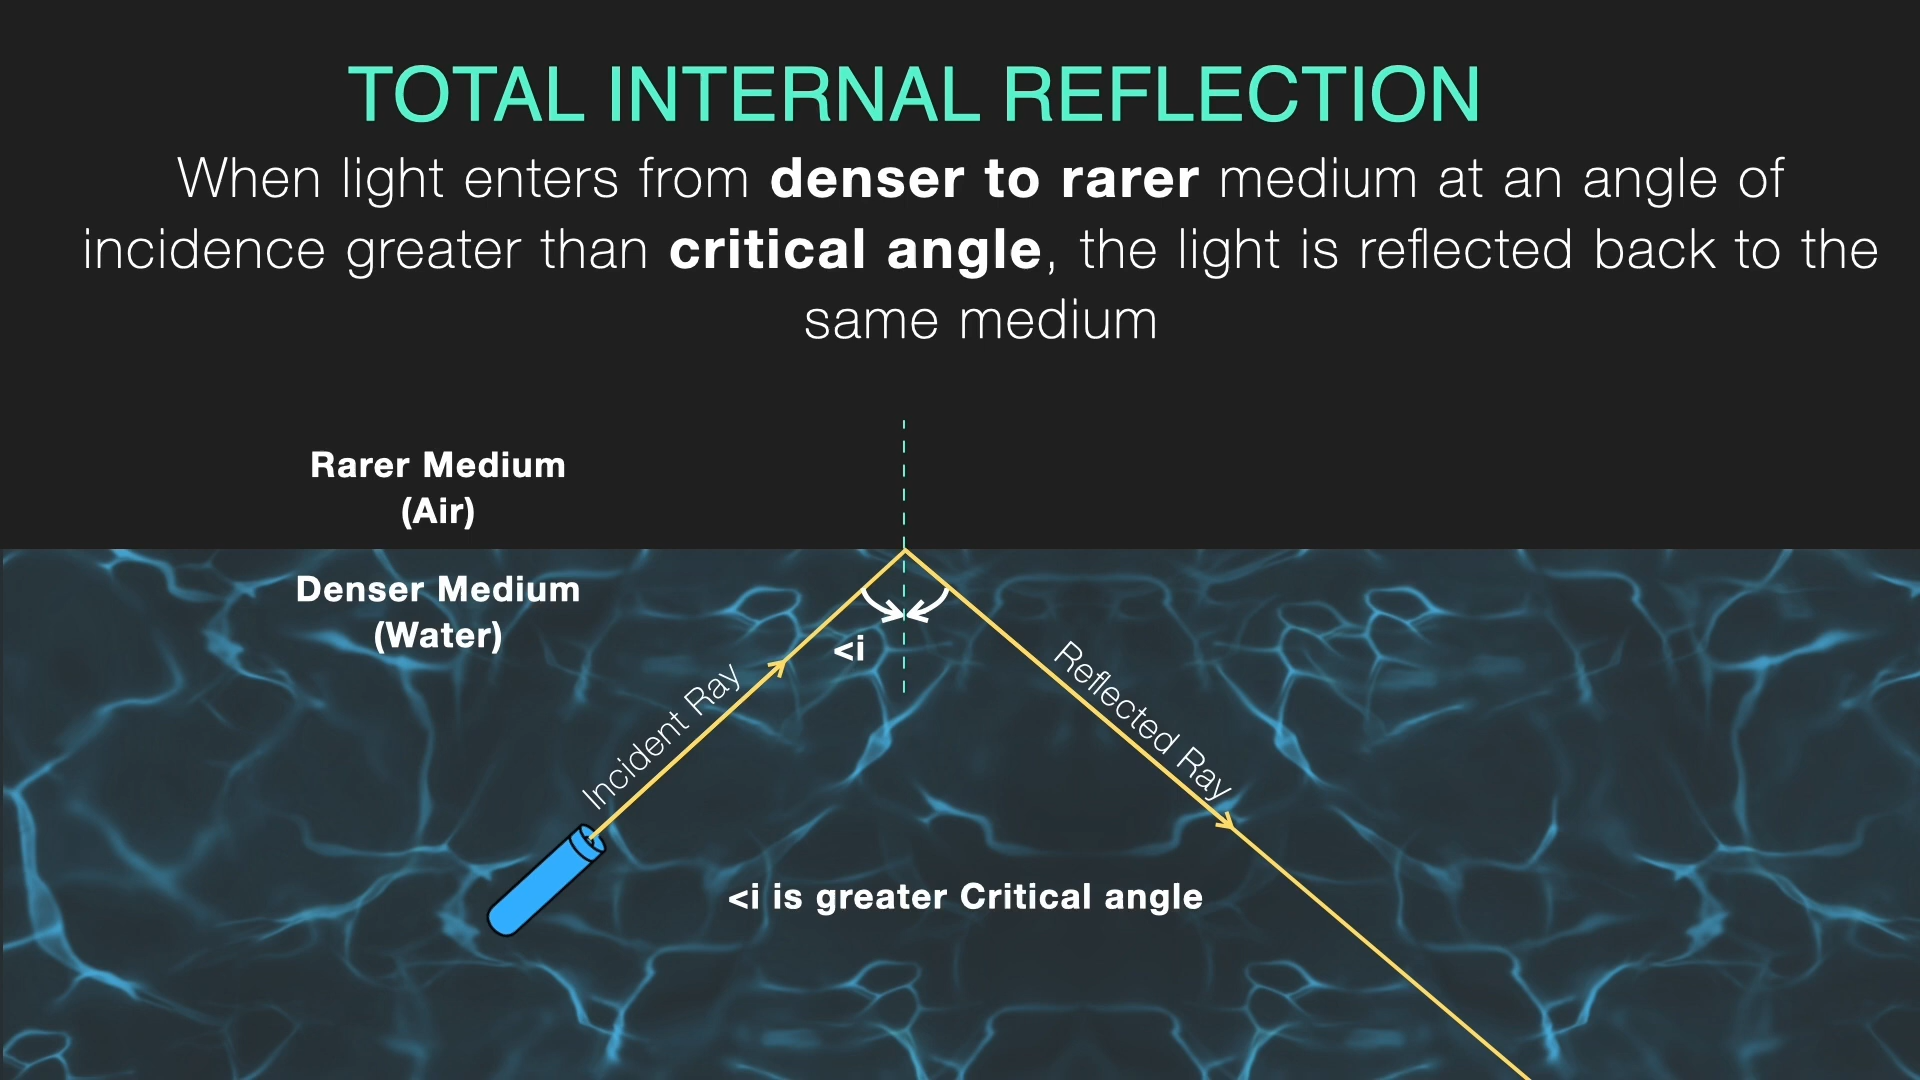 TOTAL INTERNAL REFLECTION
When light enters from denser to rarer medium at an angle of
incidence greater than critical angle, the light is reflected back to the
same medium
Rarer Medium
(Air)
Denser Medium
(Water)
<i
Incident Ray
Reflected Ray
<i is greater Critical angle